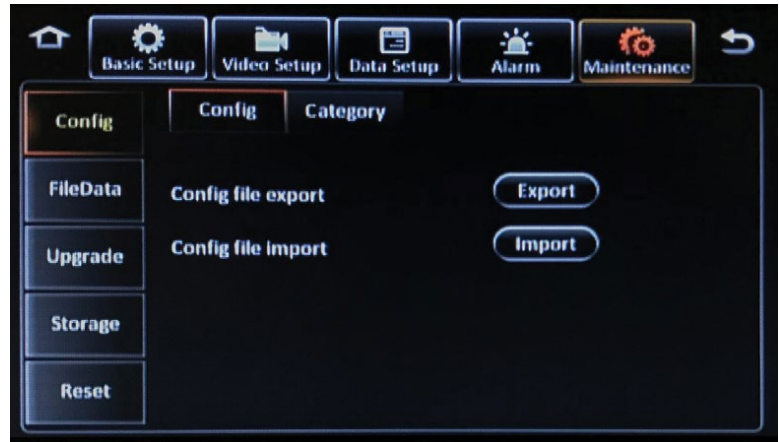 Basic Setup
Video Setup
Data Setup
Alarm
Maintenance
Config
Config
Category
FileData
Config file export
Export
Upgrade
Config file import
Import
Storage
Reset